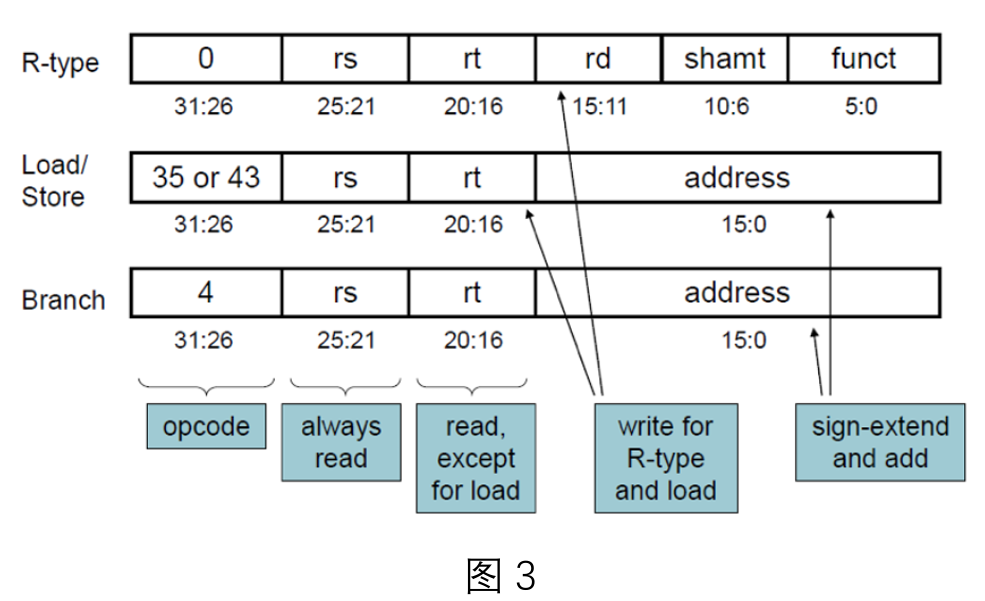 R-type 0 rs rt rd shamt funct
31:26 25:21 20:16 15:11 10:6 5:0
Load/
Store
35 or 43 rs rt address
31:26 25:21 20:16 15:0
Branch 4 rs rt address
31:26 25:21 20:16 15:0
opcode
always
read
read,
except
for load
write for
R-type
and load
sign-extend
and add
图 3